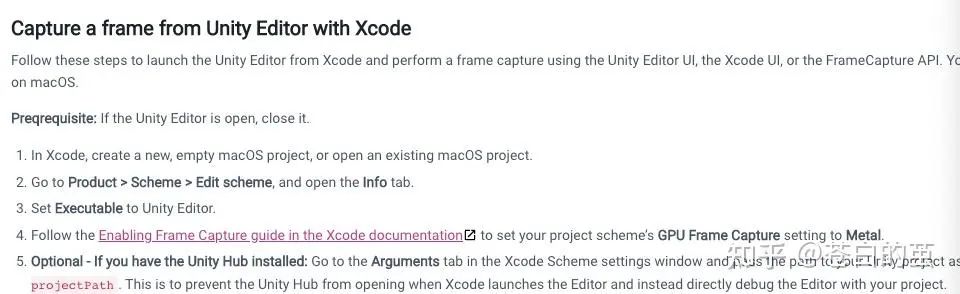 Capture a frame from Unity Editor with Xcode
Follow these steps to launch the Unity Editor from Xcode and perform a frame capture using the Unity Editor UI, the Xcode UI, or the FrameCapture API.
on macOS.
Preqrequisite: If the Unity Editor is open, close it.
1. In Xcode, create a new, empty macOS project, or open an existing macOS project.
2. Go to Product > Scheme > Edit scheme, and open the Info tab.
3. Set Executable to Unity Editor.
4. Follow the Enabling Frame Capture guide in the Xcode documentation to set your project scheme's GPU Frame Capture setting to Metal.
5. Optional - If you have the Unity Hub installed: Go to the Arguments tab in the Xcode Scheme settings window and pass the path to your Unity project as
projectPath. This is to prevent the Unity Hub from opening when Xcode launches the Editor and instead directly debug the Editor with your project.
知乎 @苍白的茧